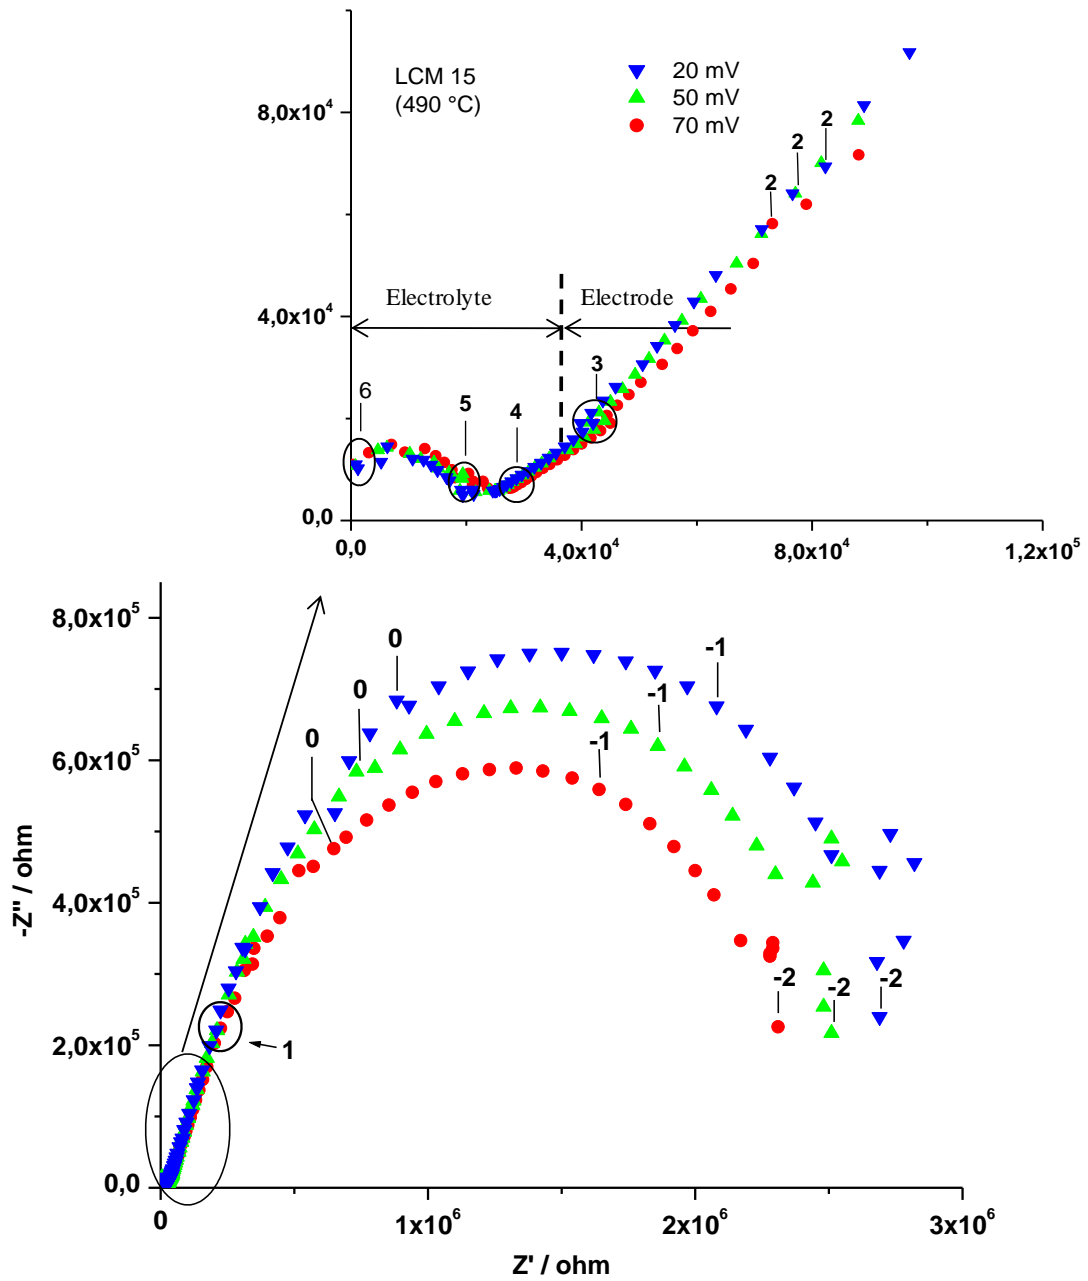 LCM 15
(490 °C)
20 mV
50 mV
70 mV
8,0x10⁴
4,0x10⁴
0,0
2
2
2
Electrolyte
Electrode
6
5
4
3
0,0
4,0x10⁴
8,0x10⁴
1,2x10⁵
8,0x10⁵
6,0x10⁵
4,0x10⁵
2,0x10⁵
0,0
-Z'' / ohm
0
0
0
-1
-1
-1
-2
-2
-2
1
0
1x10⁶
2x10⁶
3x10⁶
Z' / ohm